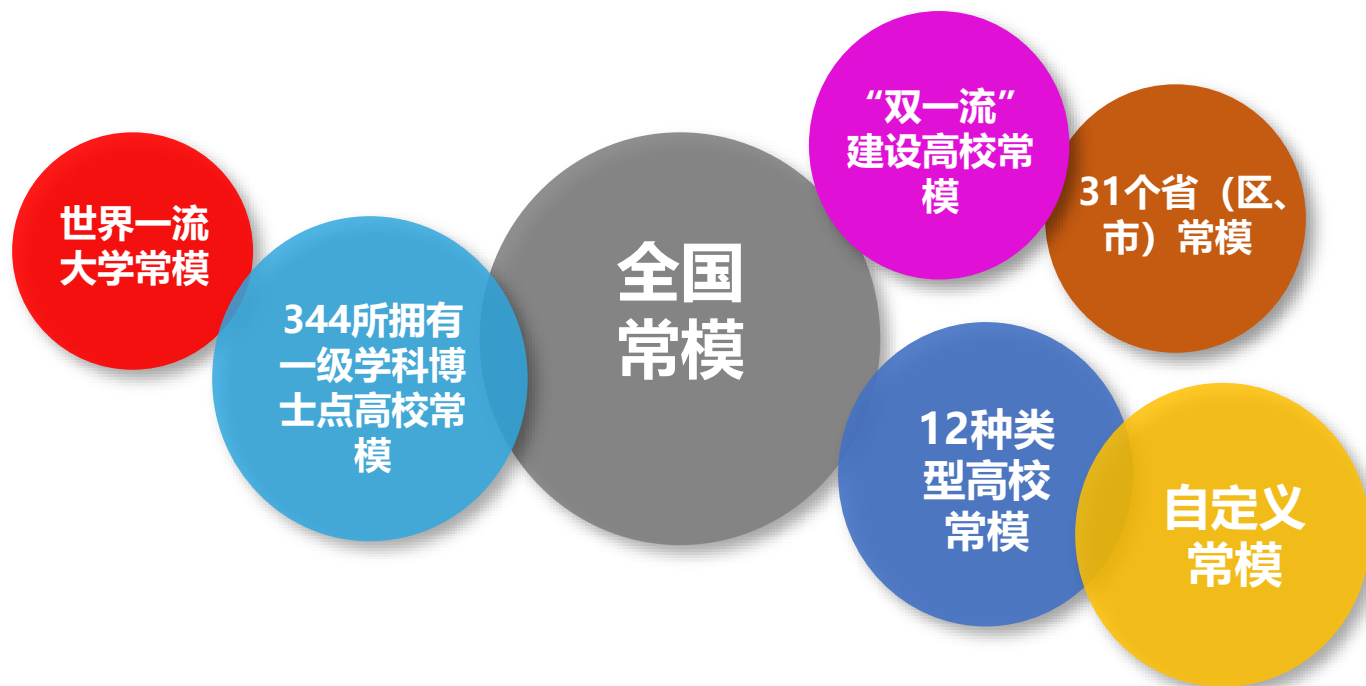 世界一流
大学常模
344所拥有
一级学科博
士点高校常
模
全国
常模
“双一流”
建设高校常
模
31个省（区、
市）常模
12种类
型高校
常模
自定义
常模